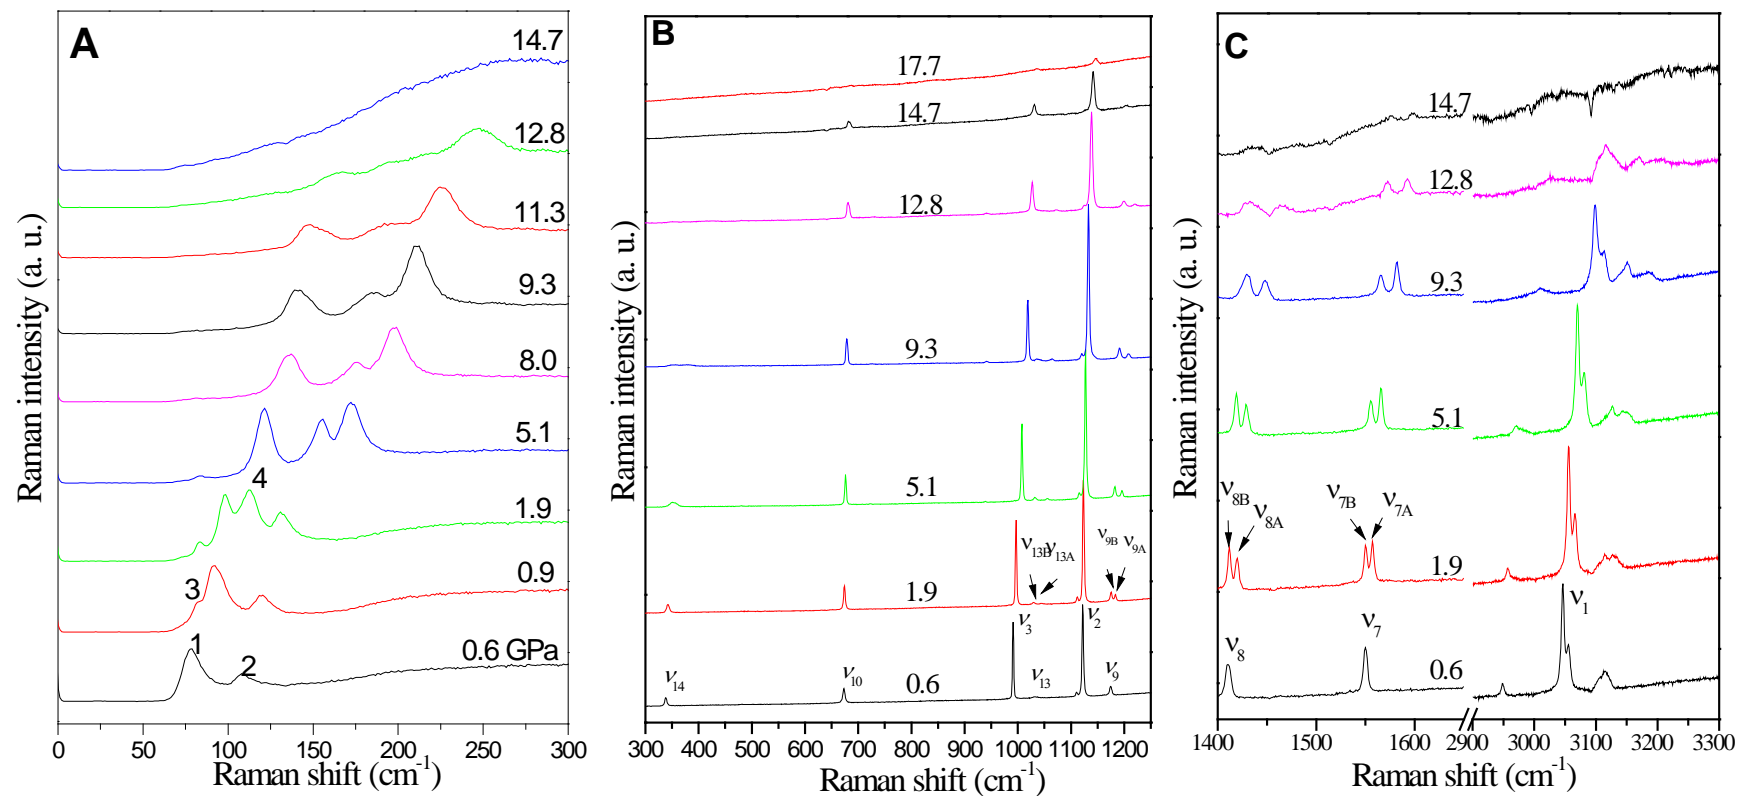 A
14.7
12.8
11.3
9.3
8.0
5.1
4
1.9
3
0.9
1
2
0.6 GPa
Raman intensity (a. u.)
0 50 100 150 200 250 300
Raman shift (cm-1)
B
17.7
14.7
12.8
9.3
5.1
ν13B ν13A ν9B ν9A
1.9
ν3 ν2
ν14 ν10 0.6 ν13 ν9
Raman intensity (a. u.)
300 400 500 600 700 800 900 1000 1100 1200
Raman shift (cm-1)
C
14.7
12.8
9.3
5.1
ν8B ν8A ν7B ν7A
1.9
ν1
ν8 ν7 0.6
Raman intensity (a. u.)
1400 1500 1600 2900 3000 3100 3200 3300
Raman shift (cm-1)